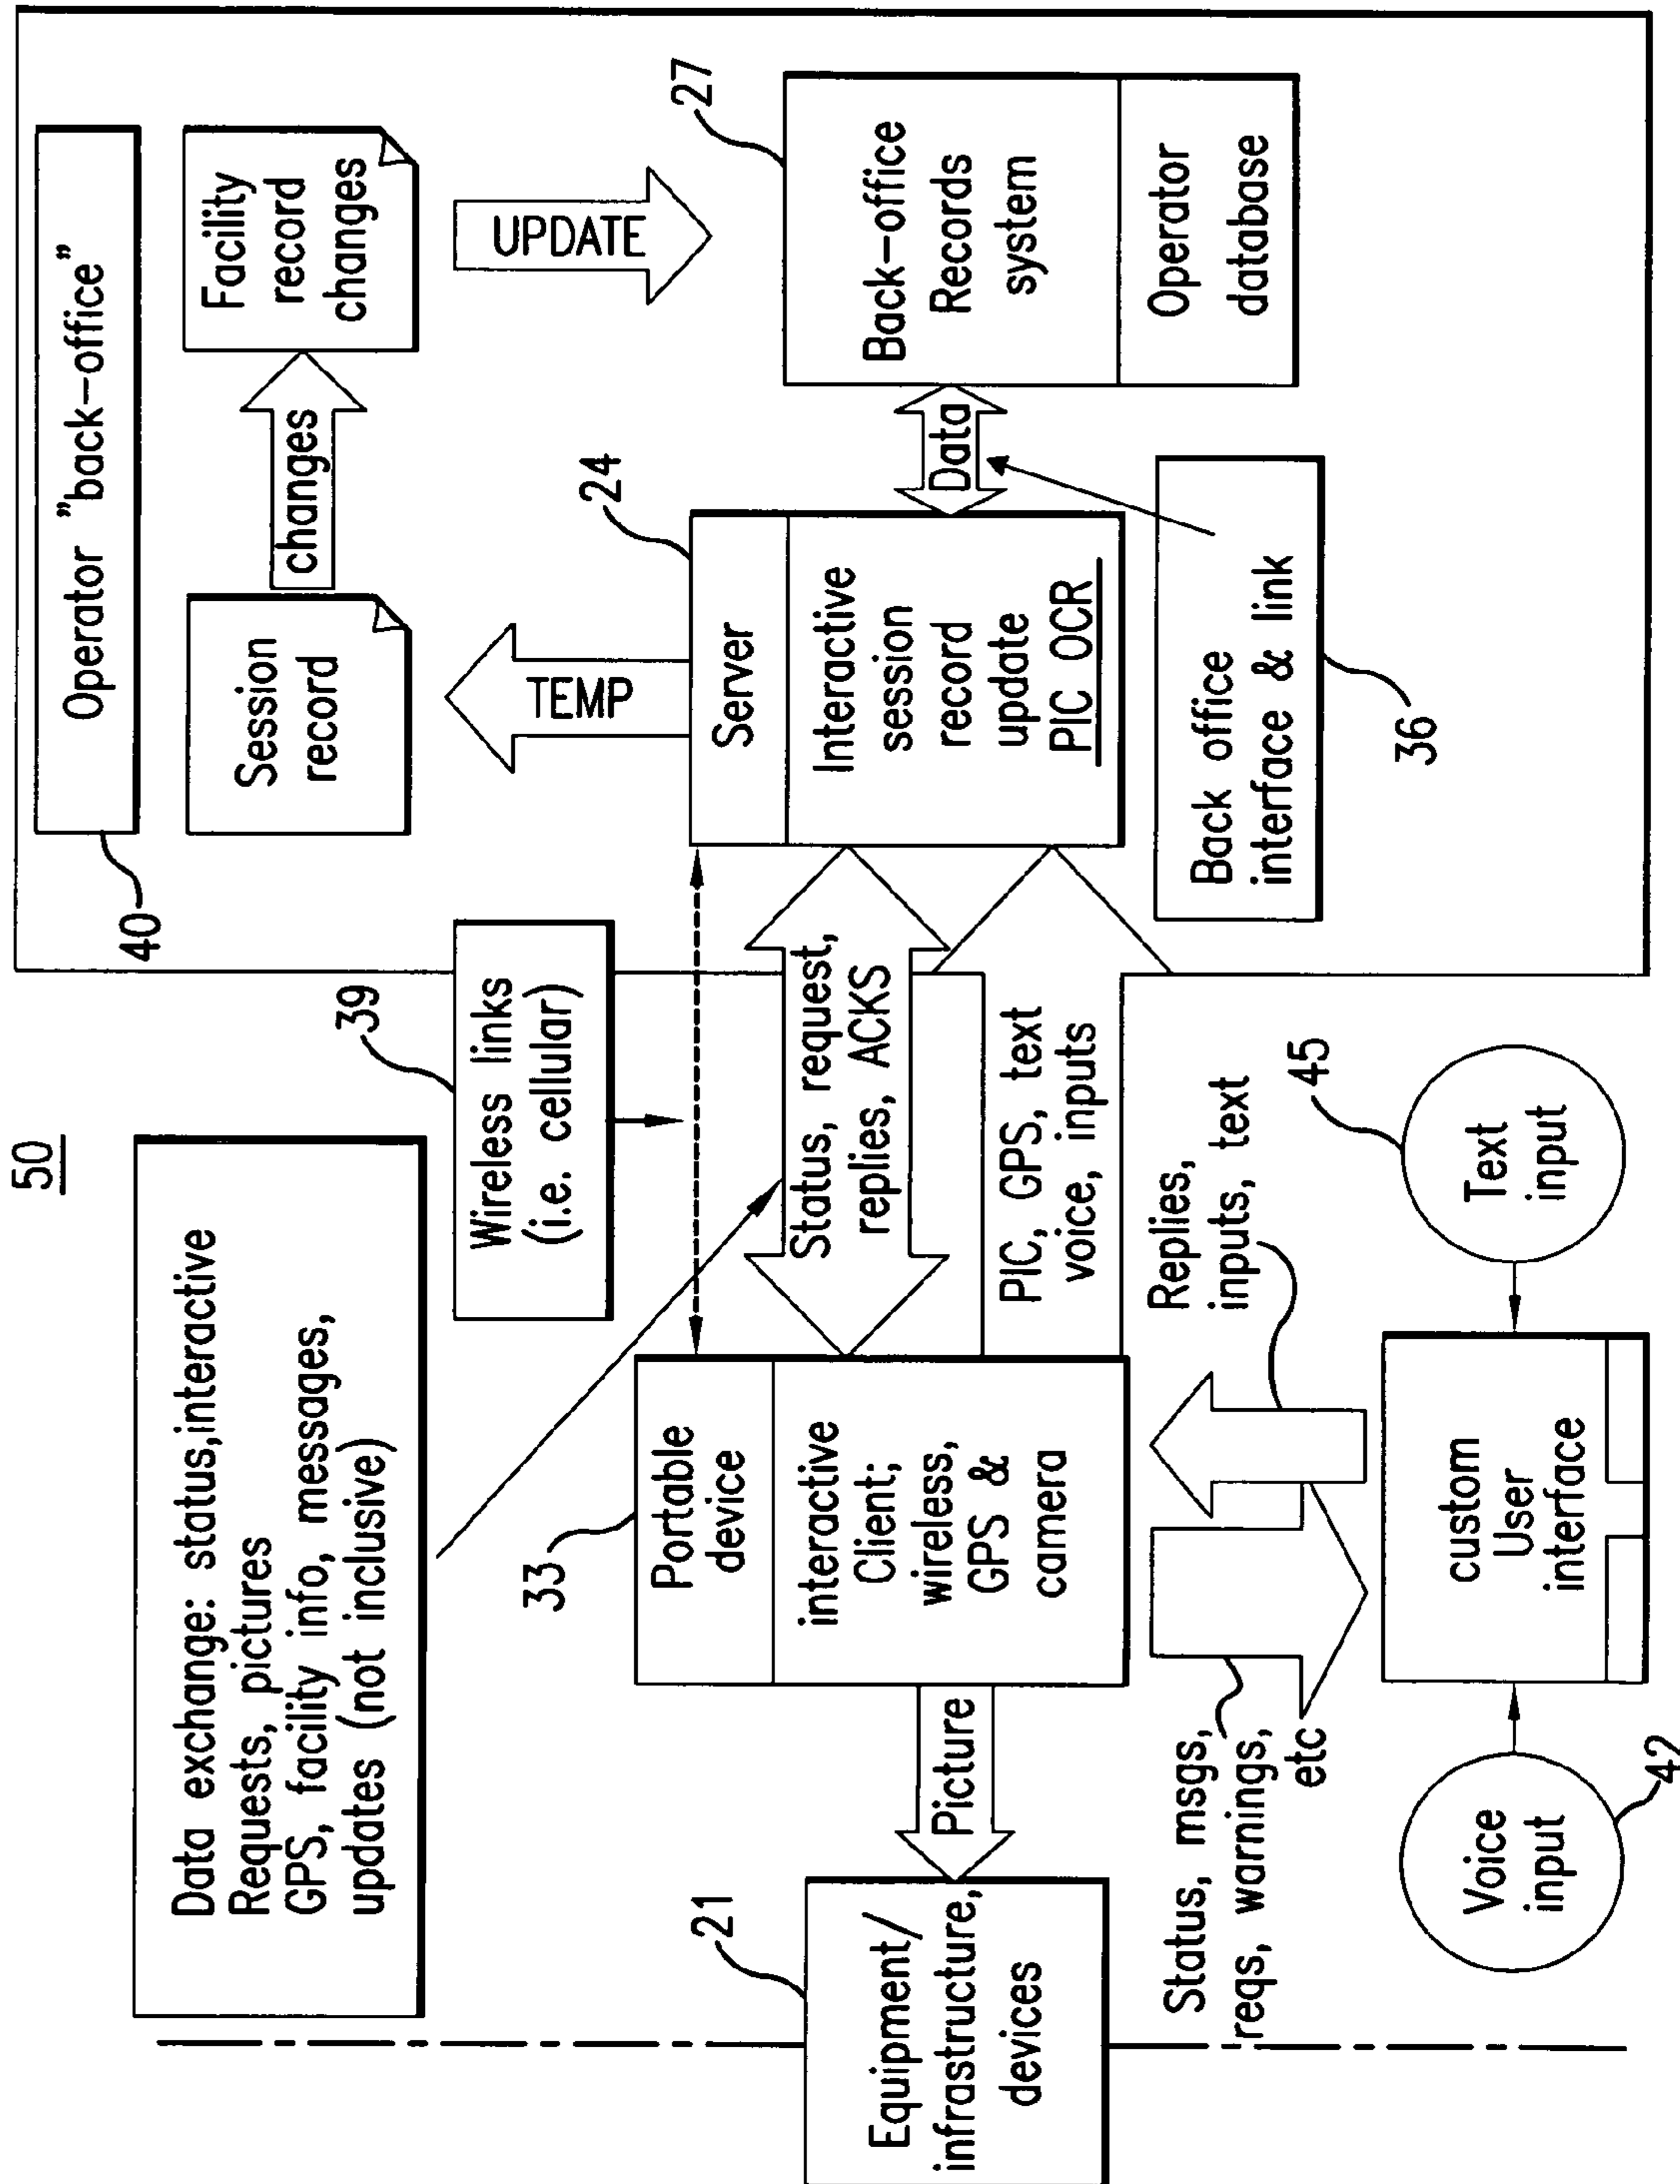 50
Data exchange: status,interactive
Requests, pictures
GPS, facility info, messages,
updates (not inclusive)
39
Wireless links
(i.e. cellular)
40
Operator "back-office"
Session
record
changes
Facility
record
changes
TEMP
UPDATE
21
Equipment/
infrastructure,
devices
Picture
33
Portable
device
interactive
Client;
wireless,
GPS &
camera
Status, request,
replies, ACKS
PIC, GPS, text
voice, inputs
24
Server
Interactive
session
record
update
PIC OCR
Data
27
Back-office
Records
system
Operator
database
Back office
interface & link
36
Status, msgs,
reqs, warnings,
etc
Replies,
inputs, text
42
Voice
input
custom
User
interface
45
Text
input